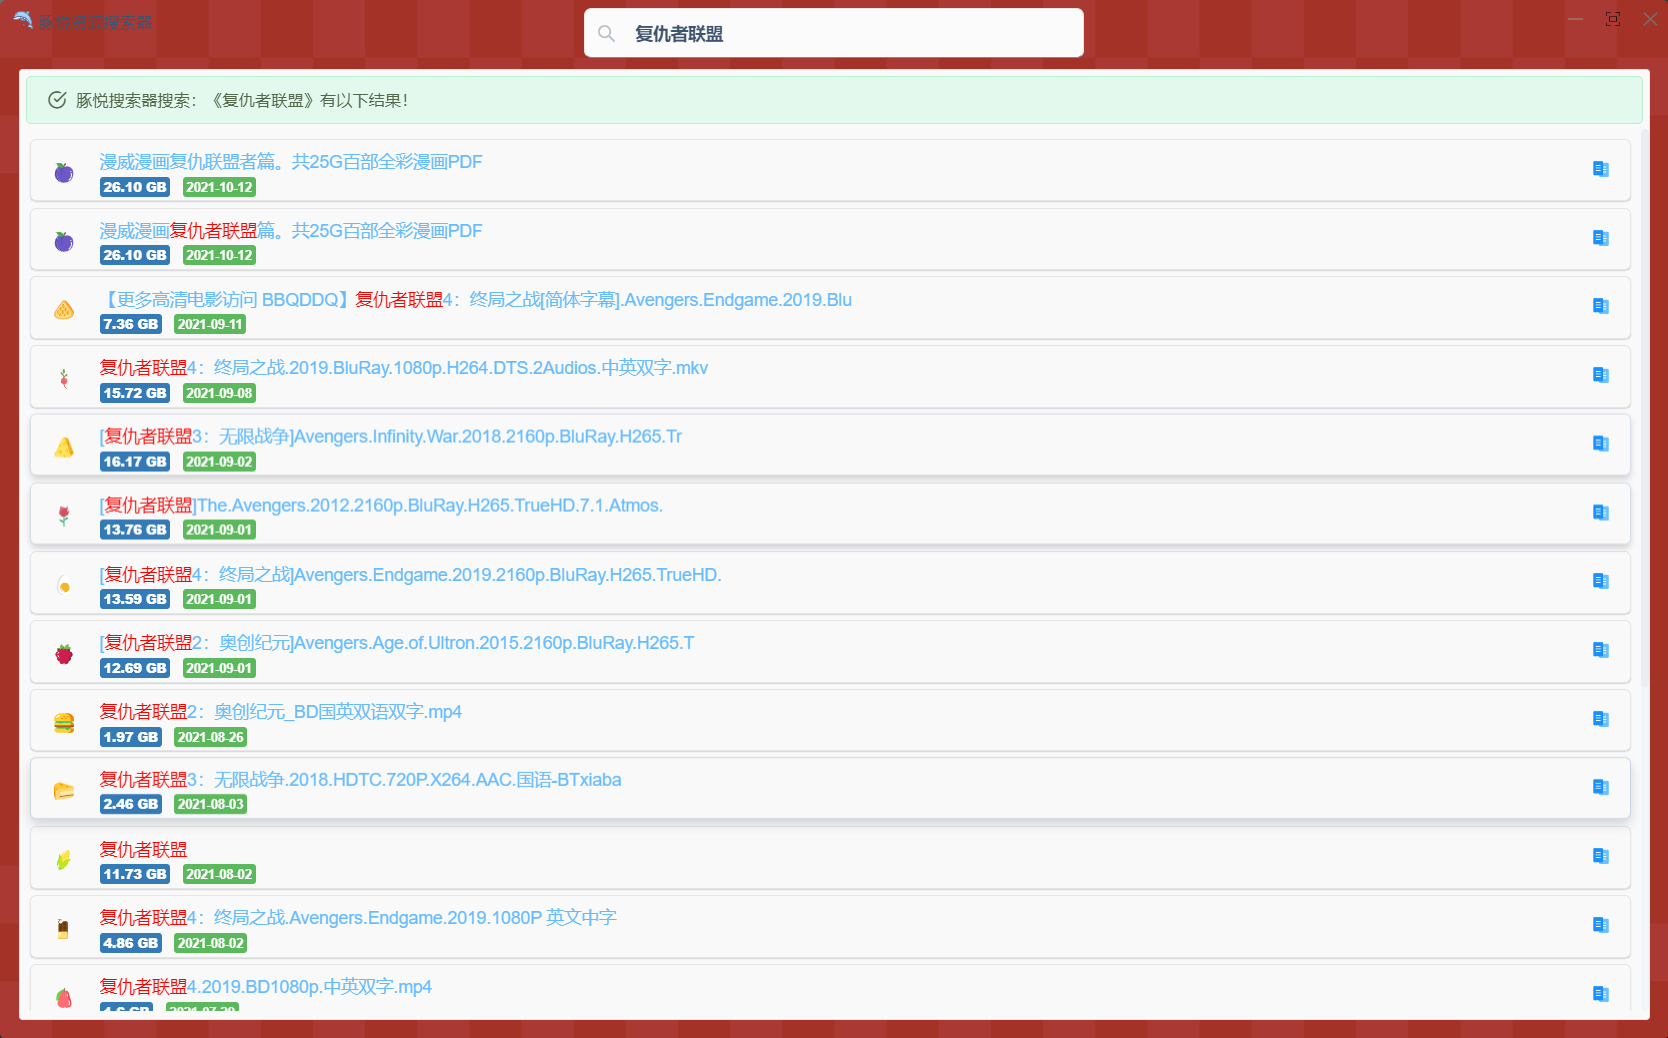 豚悦资源搜索器
复仇者联盟
豚悦搜索器搜索：《复仇者联盟》有以下结果！
漫威漫画复仇联盟者篇。共25G百部全彩漫画PDF
26.10 GB 2021-10-12
漫威漫画复仇者联盟篇。共25G百部全彩漫画PDF
26.10 GB 2021-10-12
【更多高清电影访问 BBQDDQ】复仇者联盟4：终局之战[简体字幕].Avengers.Endgame.2019.Blu
7.36 GB 2021-09-11
复仇者联盟4：终局之战.2019.BluRay.1080p.H264.DTS.2Audios.中英双字.mkv
15.72 GB 2021-09-08
[复仇者联盟3：无限战争]Avengers.Infinity.War.2018.2160p.BluRay.H265.Tr
16.17 GB 2021-09-02
[复仇者联盟]The.Avengers.2012.2160p.BluRay.H265.TrueHD.7.1.Atmos.
13.76 GB 2021-09-01
[复仇者联盟4：终局之战]Avengers.Endgame.2019.2160p.BluRay.H265.TrueHD.
13.59 GB 2021-09-01
[复仇者联盟2：奥创纪元]Avengers.Age.of.Ultron.2015.2160p.BluRay.H265.T
12.69 GB 2021-09-01
复仇者联盟2：奥创纪元_BD国英双语双字.mp4
1.97 GB 2021-08-26
复仇者联盟3：无限战争.2018.HDTC.720P.X264.AAC.国语-BTxiaba
2.46 GB 2021-08-03
复仇者联盟
11.73 GB 2021-08-02
复仇者联盟4：终局之战.Avengers.Endgame.2019.1080P 英文中字
4.86 GB 2021-08-02
复仇者联盟4.2019.BD1080p.中英双字.mp4